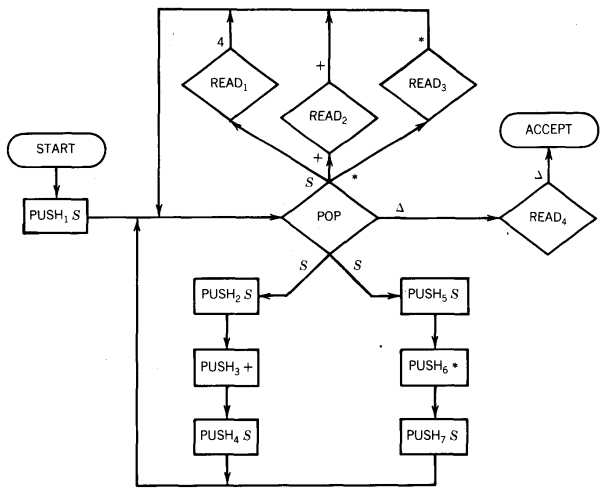 4
*
READ₁
READ₃
+
READ₂
ACCEPT
START
+
S
*
Δ
PUSH₁ S
POP
Δ
READ₄
S
S
PUSH₂ S
PUSH₅ S
PUSH₃ +
PUSH₆ *
PUSH₄ S
PUSH₇ S